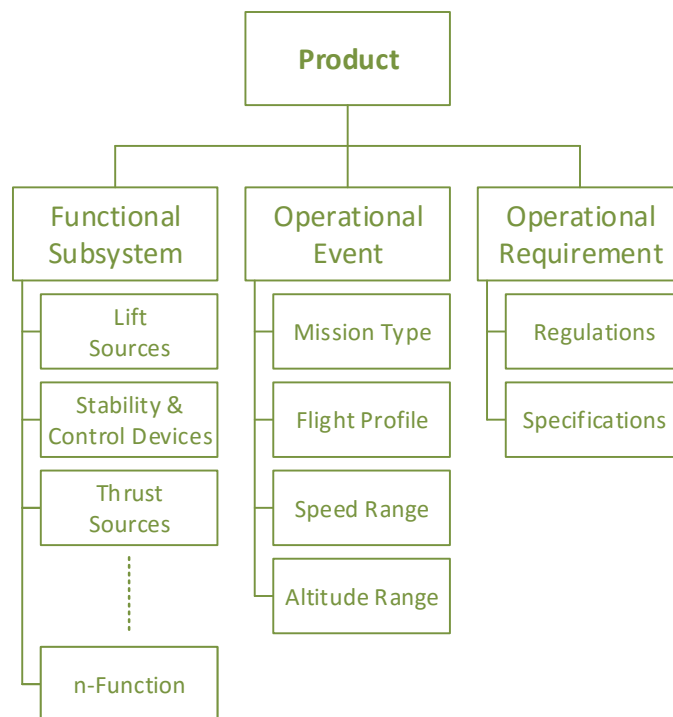 Product
Functional
Subsystem
Lift
Sources
Stability &
Control Devices
Thrust
Sources
n-Function
Operational
Event
Mission Type
Flight Profile
Speed Range
Altitude Range
Operational
Requirement
Regulations
Specifications